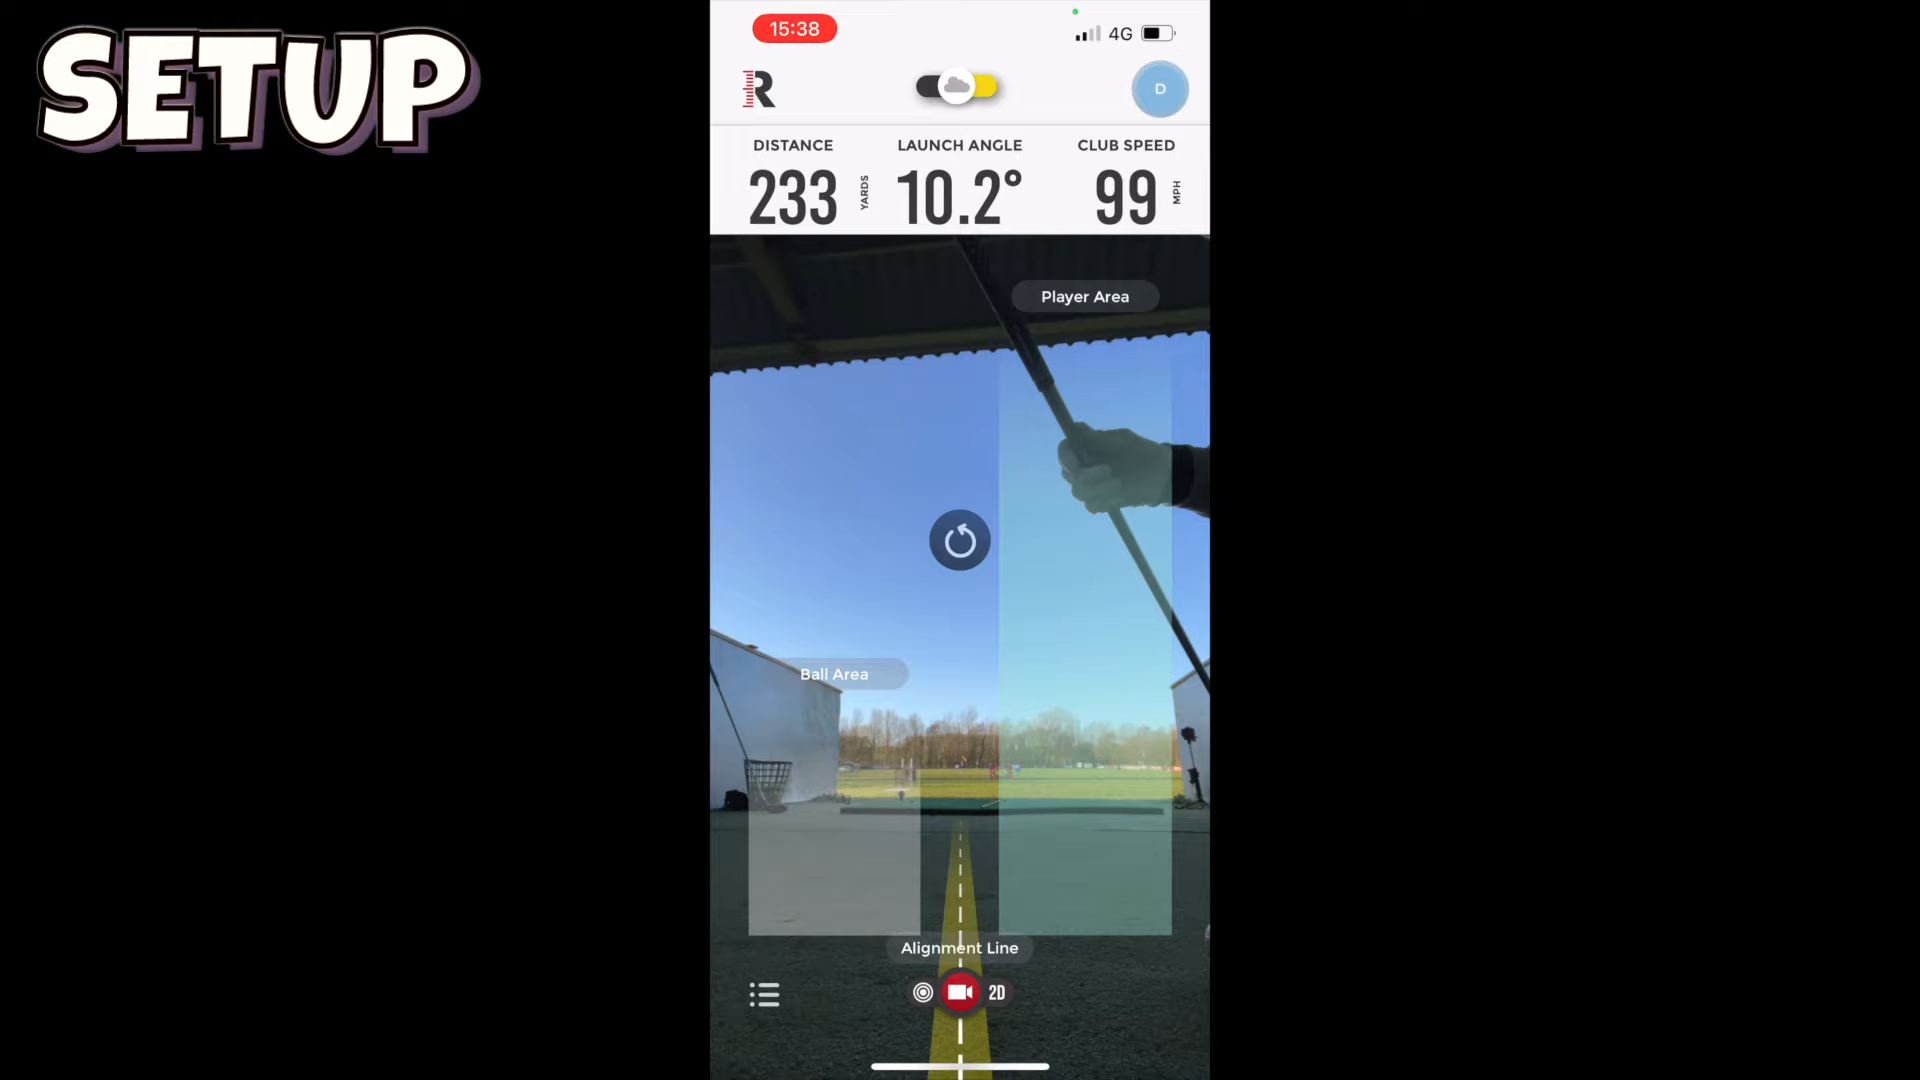 SETUP
15:38
4G
R
D
DISTANCE LAUNCH ANGLE CLUB SPEED
233 YARDS 10.2° 99 MPH
Player Area
Ball Area
Alignment Line
2D